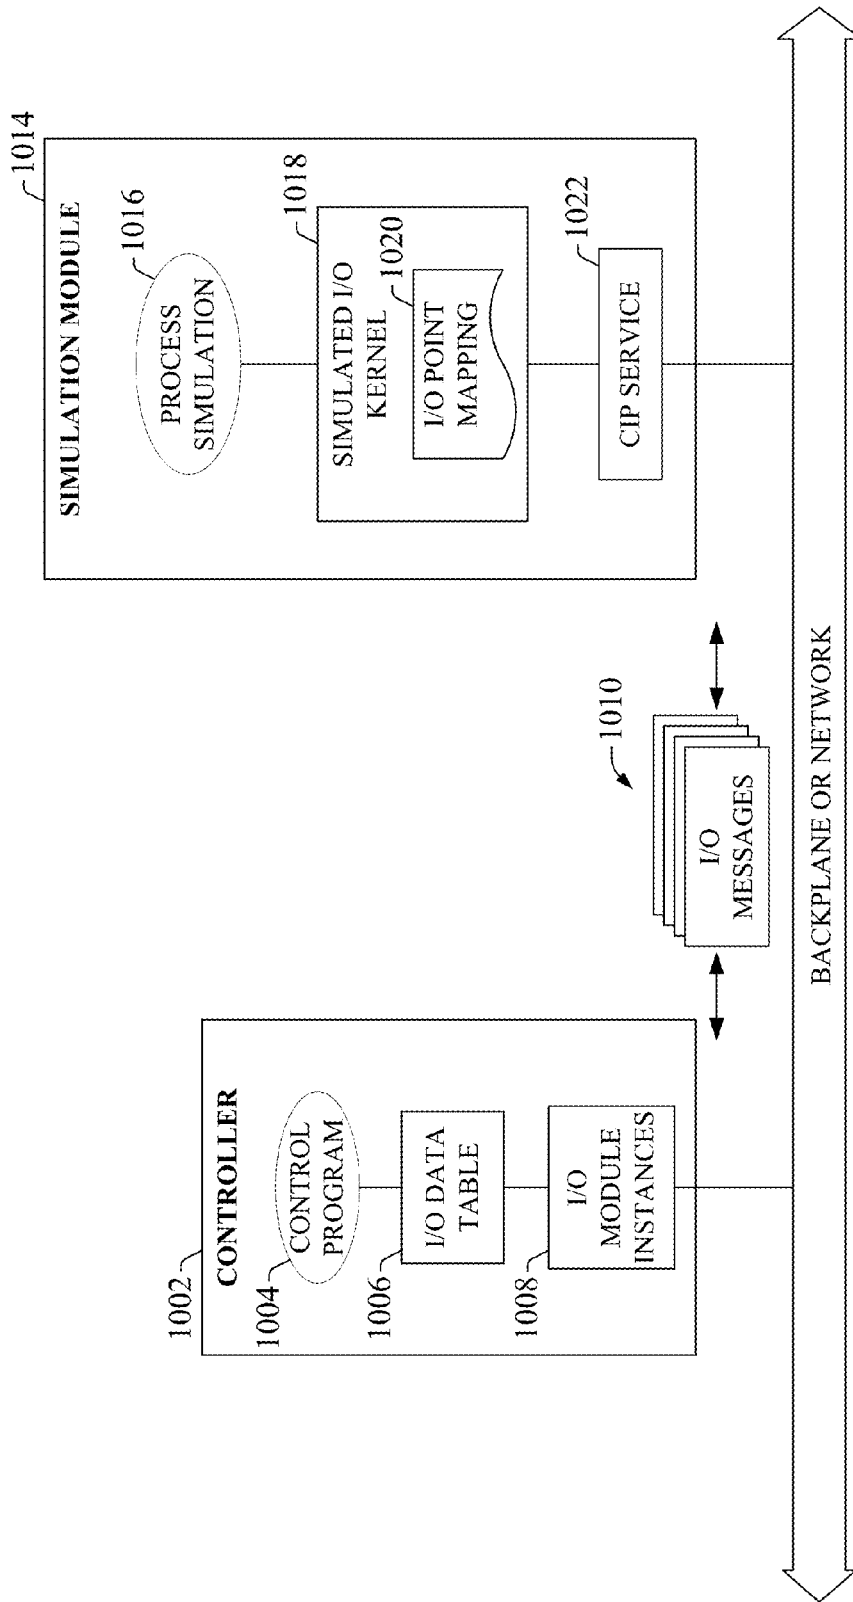 1002
CONTROLLER
1004
CONTROL
PROGRAM
1006
I/O DATA
TABLE
1008
I/O
MODULE
INSTANCES
1010
I/O
MESSAGES
1014
SIMULATION MODULE
1016
PROCESS
SIMULATION
1018
SIMULATED I/O
KERNEL
1020
I/O POINT
MAPPING
1022
CIP SERVICE
BACKPLANE OR NETWORK